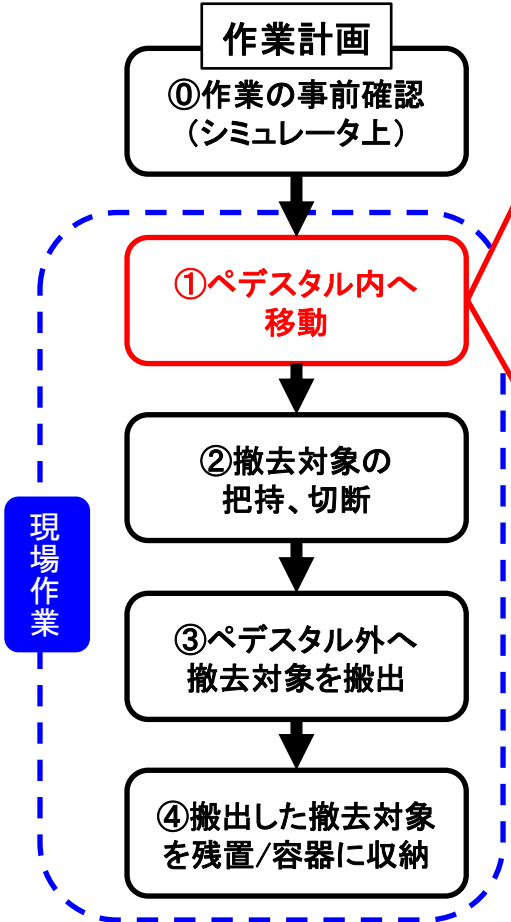 作業計画
⓪作業の事前確認
（シミュレータ上）
①ペデスタル内へ
移動
②撤去対象の
把持、切断
現場作業
③ペデスタル外へ
撤去対象を搬出
④搬出した撤去対象
を残置/容器に収納